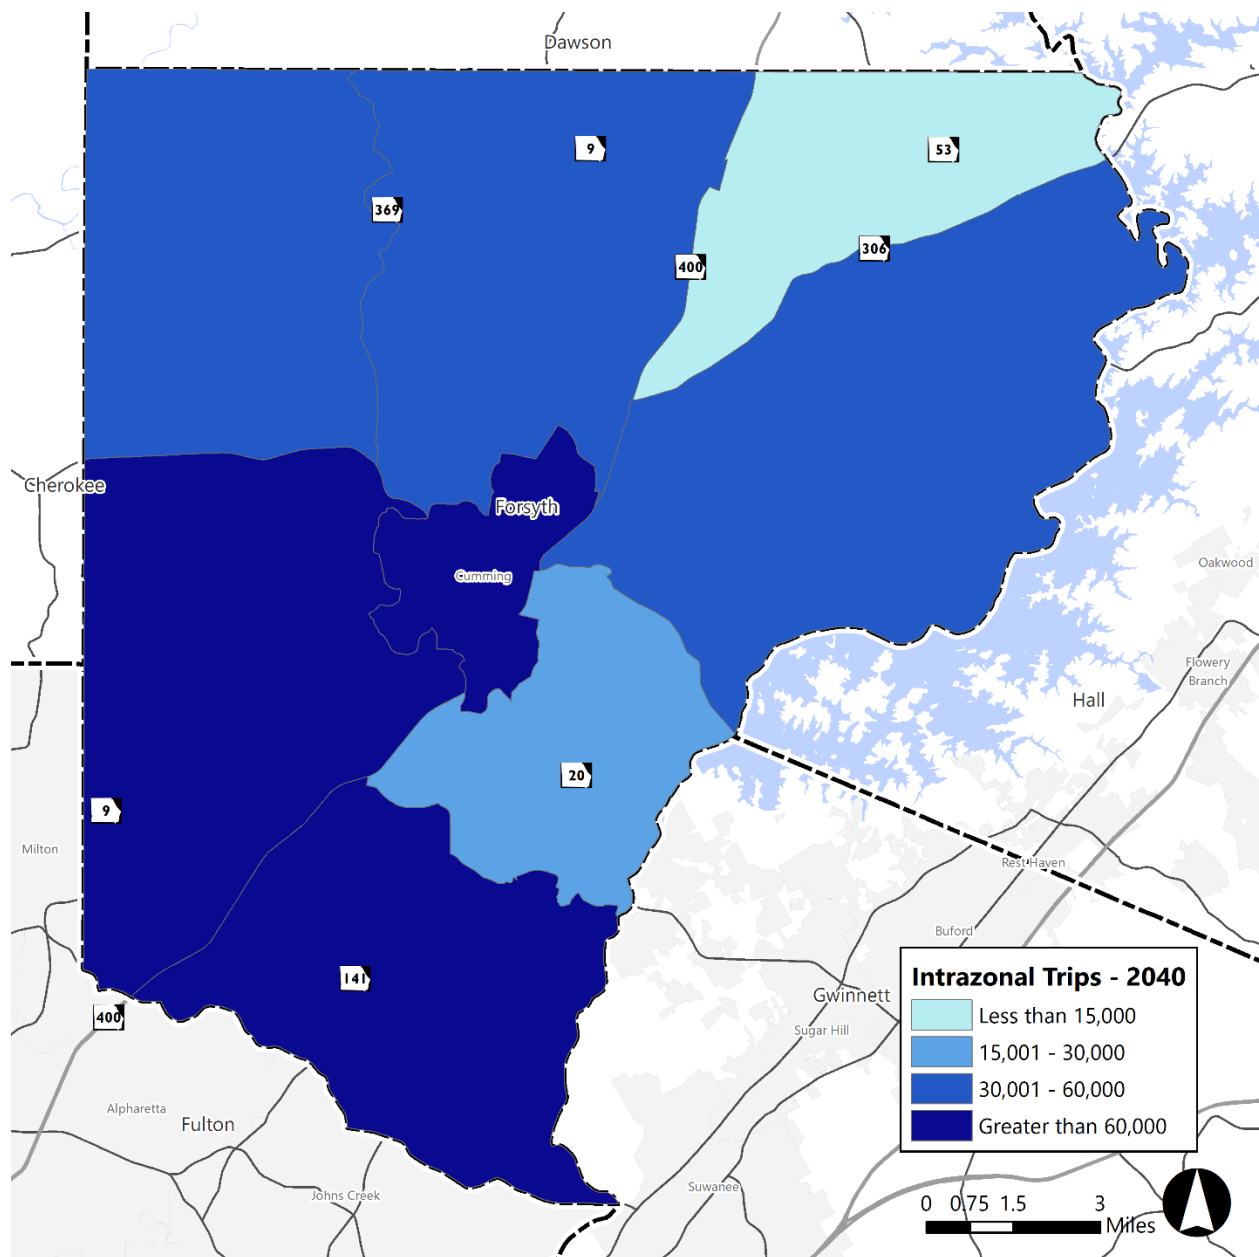 Dawson
9
53
369
306
400
Cherokee
Forsyth
Cumming
Oakwood
Flowery
Branch
Hall
20
9
Milton
Rest Haven
Buford
141
400
Gwinnett
Sugar Hill
Alpharetta
Fulton
Johns Creek
Suwanee
Intrazonal Trips - 2040
Less than 15,000
15,001 - 30,000
30,001 - 60,000
Greater than 60,000
0 0.75 1.5 3
Miles